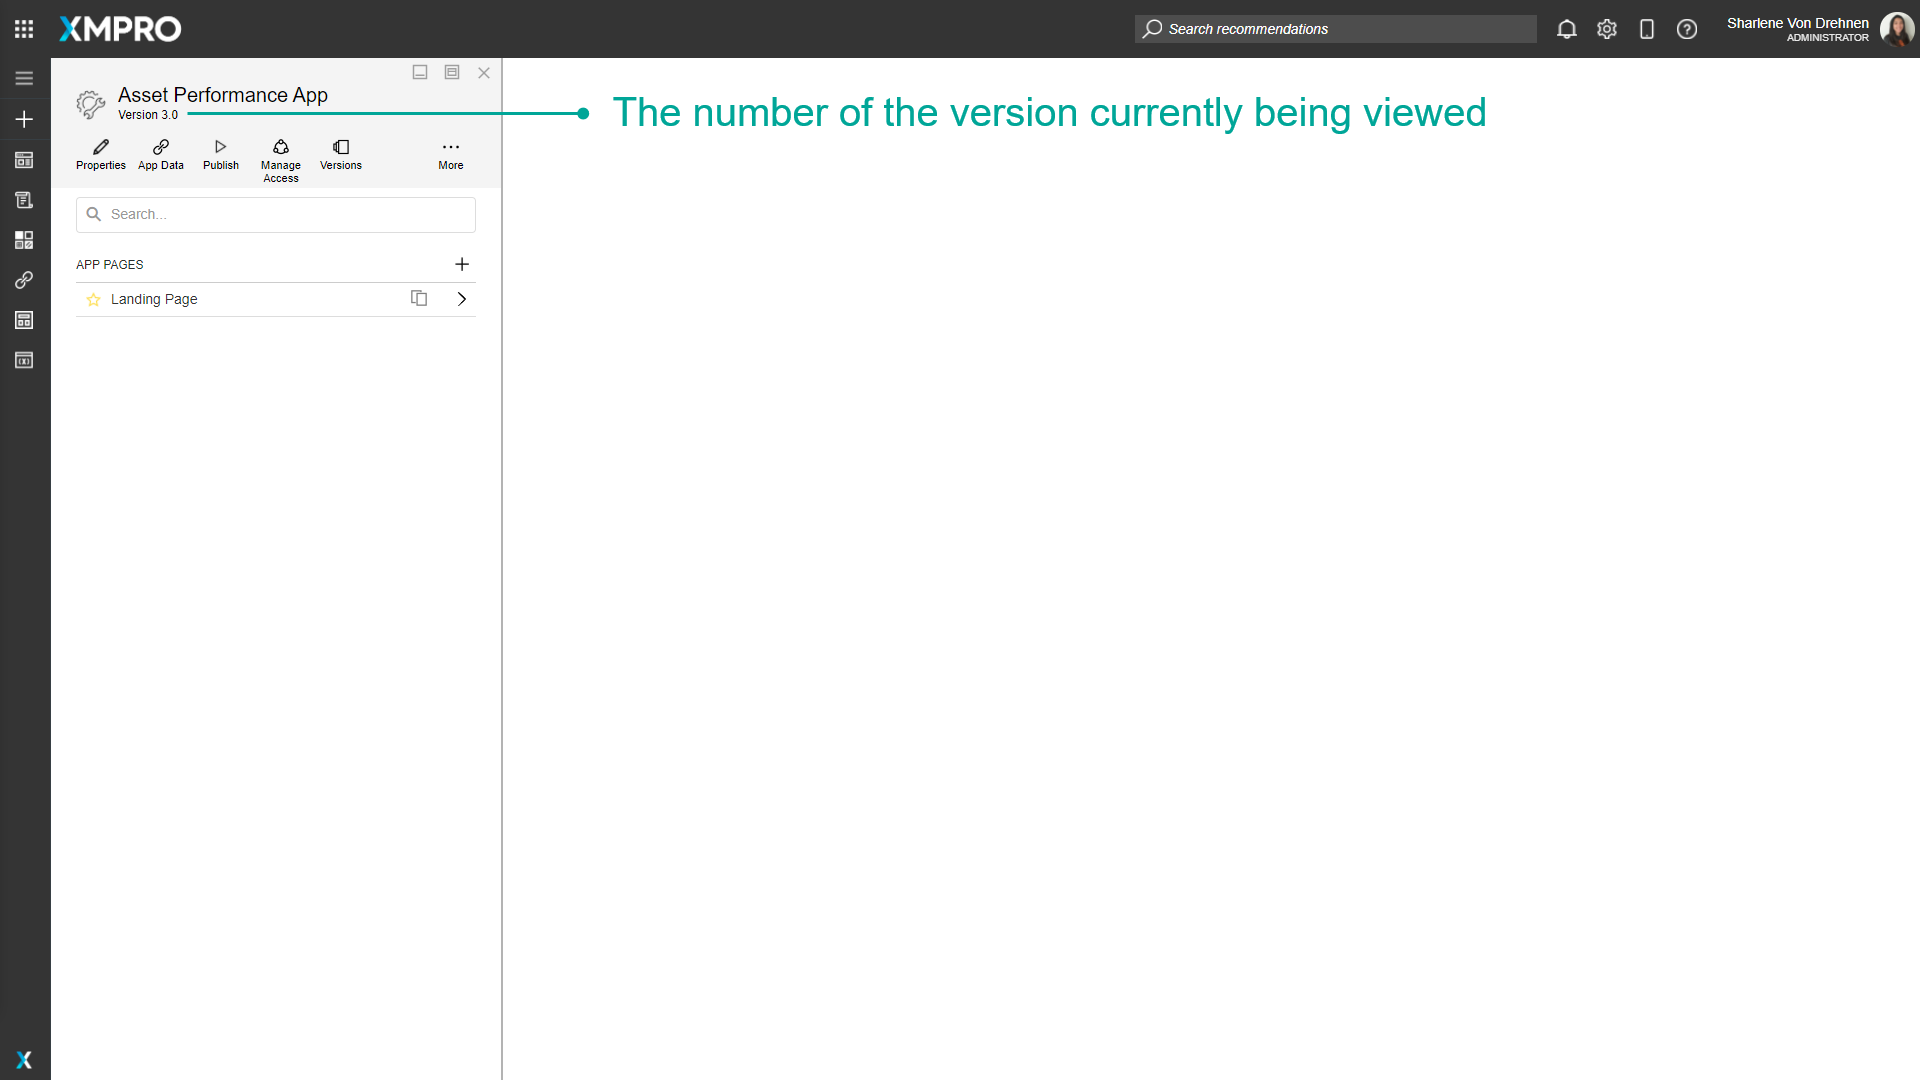 XMPRO
Search recommendations
Sharlene Von Drehnen
ADMINISTRATOR
Asset Performance App
Version 3.0
The number of the version currently being viewed
Properties
App Data
Publish
Manage
Access
Versions
More
Search...
APP PAGES
Landing Page